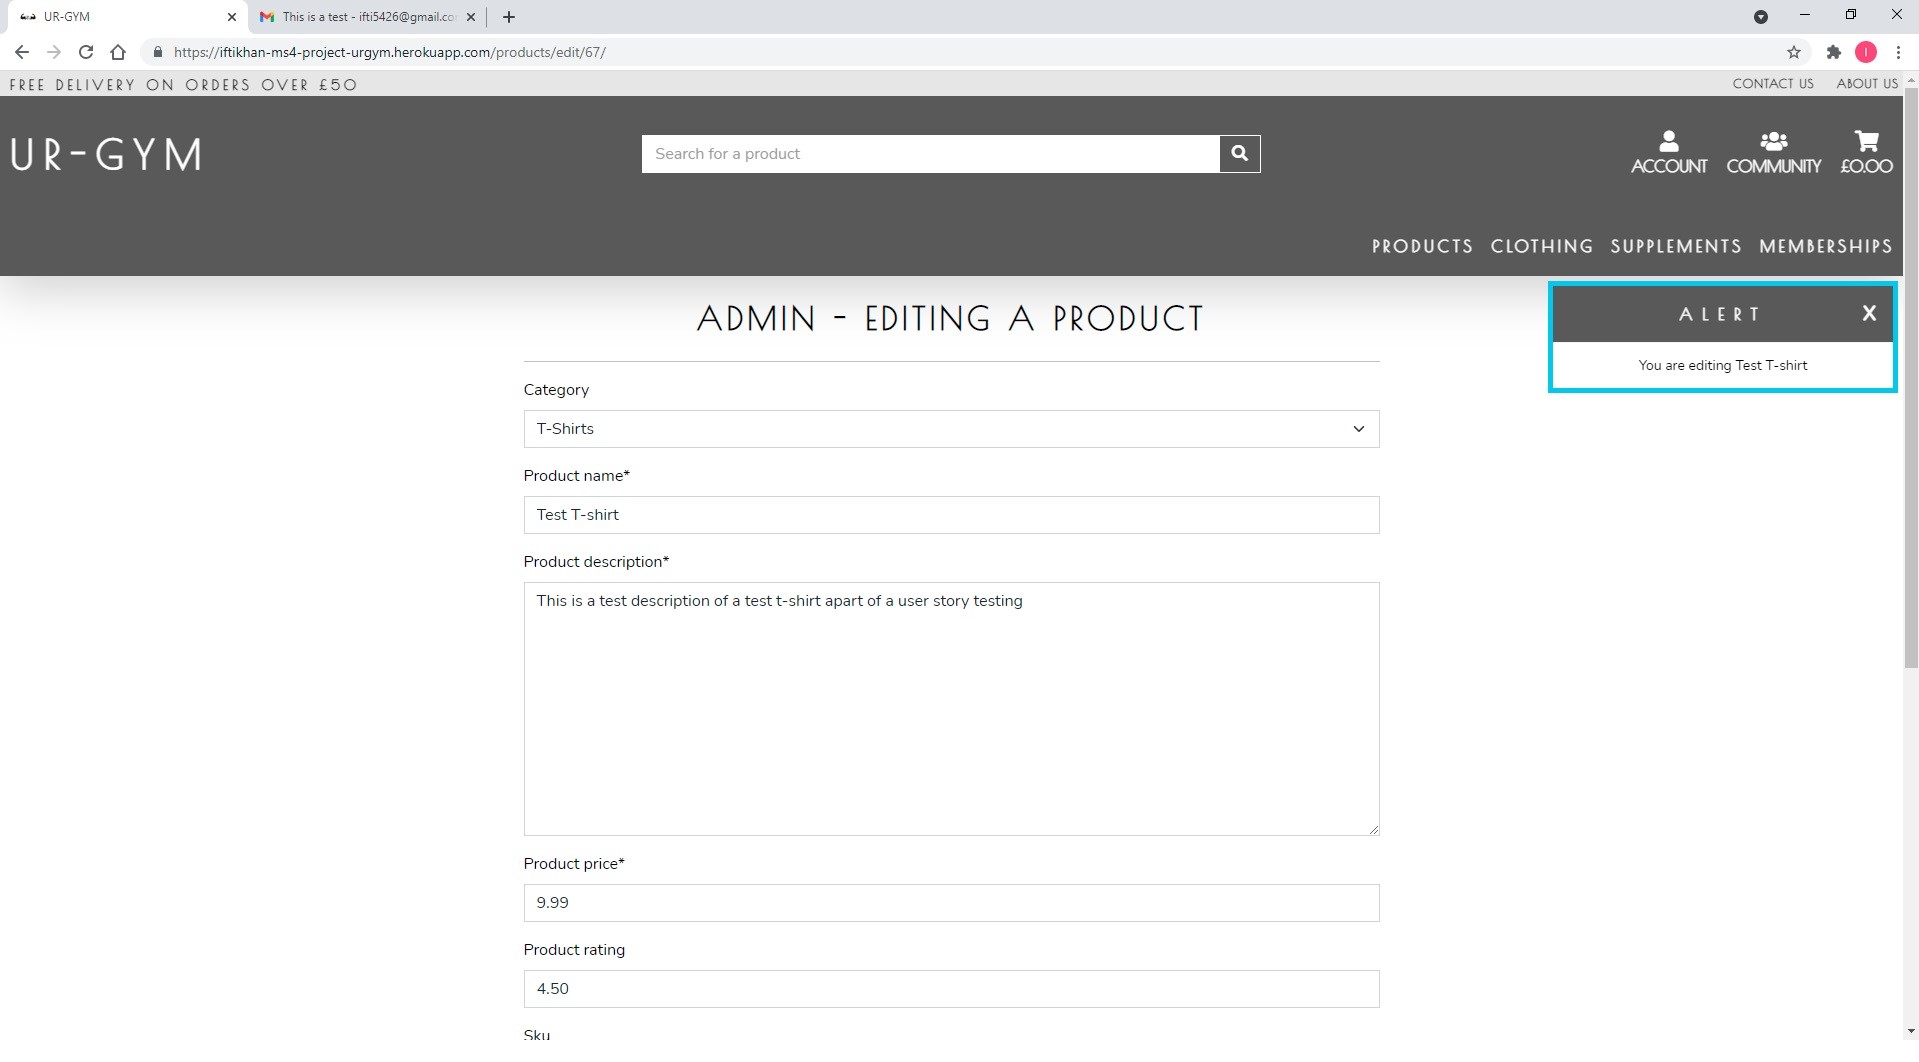 UR-GYM
This is a test - ifti5426@gmail.co
https://iftikhan-ms4-project-urgym.herokuapp.com/products/edit/67/
I
FREE DELIVERY ON ORDERS OVER £50
CONTACT US
ABOUT US
UR-GYM
Search for a product
ACCOUNT
COMMUNITY
£0.00
PRODUCTS
CLOTHING
SUPPLEMENTS
MEMBERSHIPS
ADMIN - EDITING A PRODUCT
ALERT
X
You are editing Test T-shirt
Category
T-Shirts
Product name*
Test T-shirt
Product description*
This is a test description of a test t-shirt apart of a user story testing
Product price*
9.99
Product rating
4.50
Sku